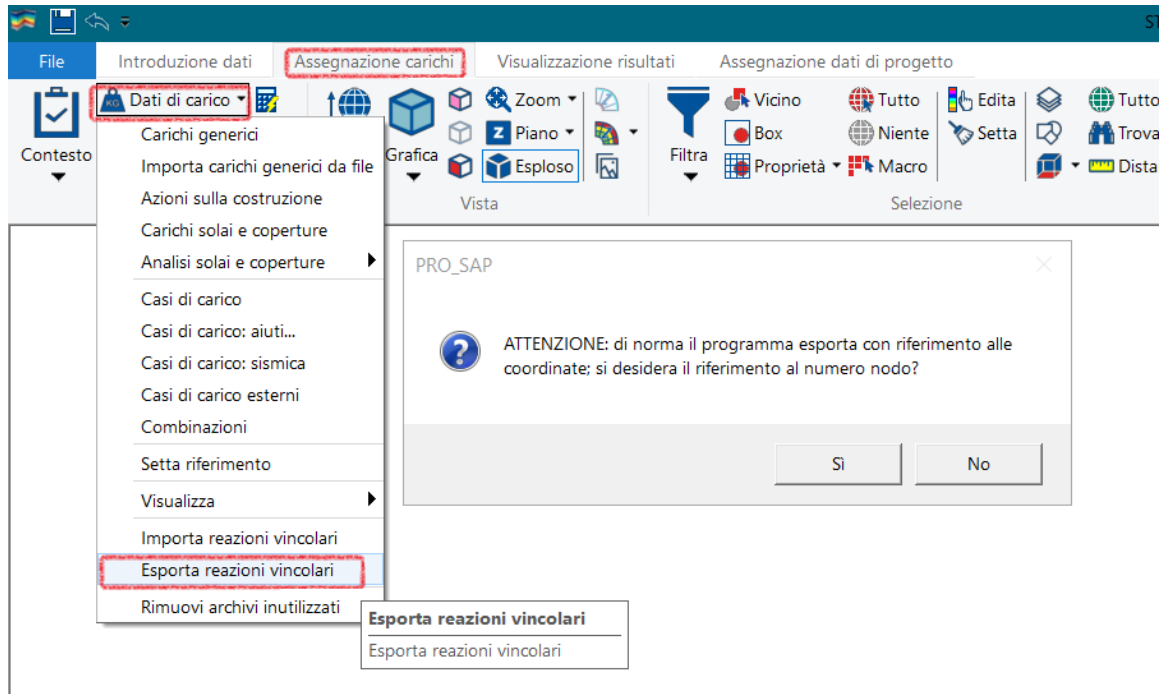 ST
File
Introduzione dati
Assegnazione carichi
Visualizzazione risultati
Assegnazione dati di progetto
Contesto
KG
Dati di carico
Carichi generici
Importa carichi generici da file
Azioni sulla costruzione
Carichi solai e coperture
Analisi solai e coperture
Casi di carico
Casi di carico: aiuti...
Casi di carico: sismica
Casi di carico esterni
Combinazioni
Setta riferimento
Visualizza
Importa reazioni vincolari
Esporta reazioni vincolari
Rimuovi archivi inutilizzati
Esporta reazioni vincolari
Esporta reazioni vincolari
Grafica
Zoom
Z
Piano
Esploso
Vista
Filtra
Vicino
Box
Proprietà
Tutto
Niente
Macro
Edita
Setta
Selezione
Tutto
Trova
Dista
PRO_SAP
ATTENZIONE: di norma il programma esporta con riferimento alle
coordinate; si desidera il riferimento al numero nodo?
Sì
No